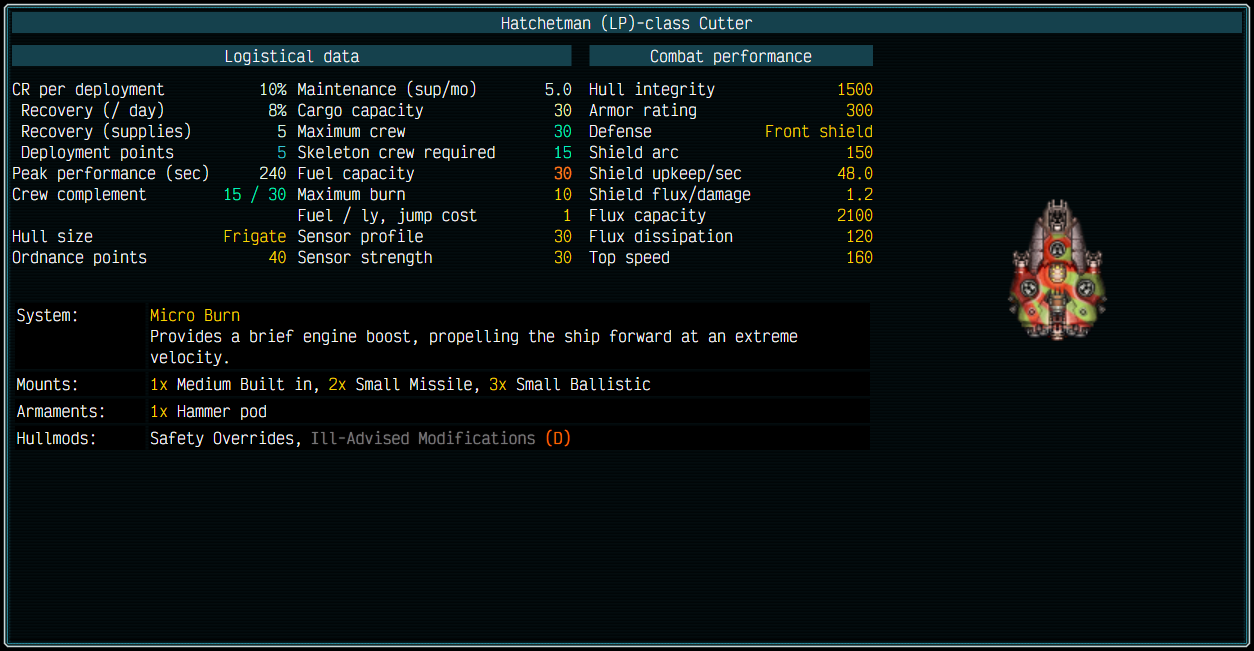 Hatchetman (LP)-class Cutter
Logistical data
Combat performance
CR per deployment 10% Maintenance (sup/mo) 5.0 Hull integrity 1500
Recovery (/ day) 8% Cargo capacity 30 Armor rating 300
Recovery (supplies) 5 Maximum crew 30 Defense Front shield
Deployment points 5 Skeleton crew required 15 Shield arc 150
Peak performance (sec) 240 Fuel capacity 30 Shield upkeep/sec 48.0
Crew complement 15 / 30 Maximum burn 10 Shield flux/damage 1.2
Fuel / ly, jump cost 1 Flux capacity 2100
Hull size Frigate Sensor profile 30 Flux dissipation 120
Ordnance points 40 Sensor strength 30 Top speed 160
System: Micro Burn
Provides a brief engine boost, propelling the ship forward at an extreme
velocity.
Mounts: 1x Medium Built in, 2x Small Missile, 3x Small Ballistic
Armaments: 1x Hammer pod
Hullmods: Safety Overrides, Ill-Advised Modifications (D)